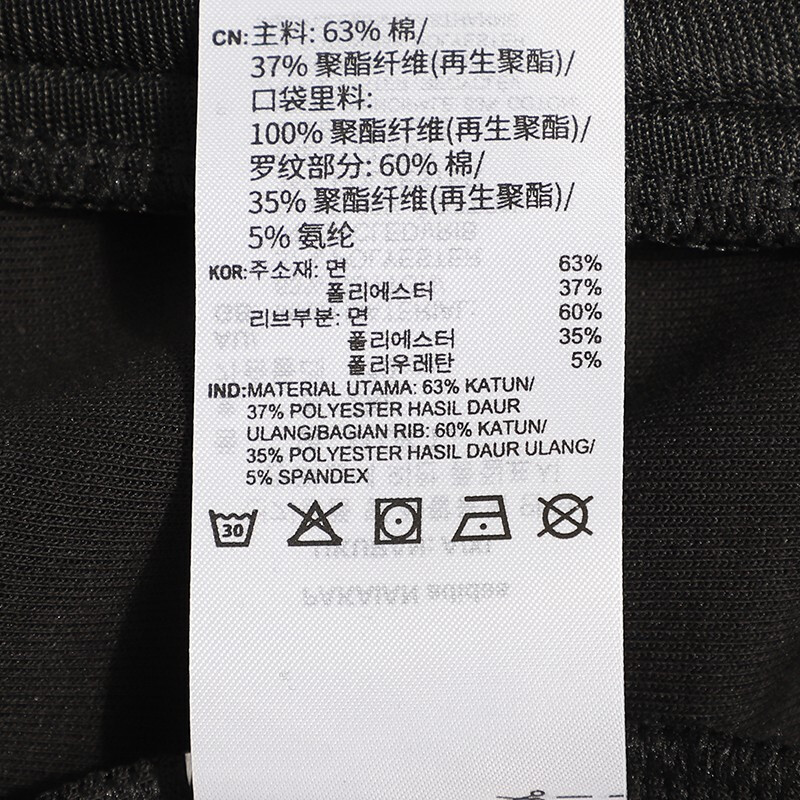 CN:主料: 63% 棉/
37% 聚酯纤维(再生聚酯)/
口袋里料:
100% 聚酯纤维(再生聚酯)/
罗纹部分: 60% 棉/
35% 聚酯纤维(再生聚酯)/
5% 氨纶
KOR:주소재: 면 63%
폴리에스터 37%
리브부분: 면 60%
폴리에스터 35%
폴리우레탄 5%
IND:MATERIAL UTAMA: 63% KATUN/
37% POLYESTER HASIL DAUR
ULANG/BAGIAN RIB: 60% KATUN/
35% POLYESTER HASIL DAUR ULANG/
5% SPANDEX
30
PAKAIAN adidas